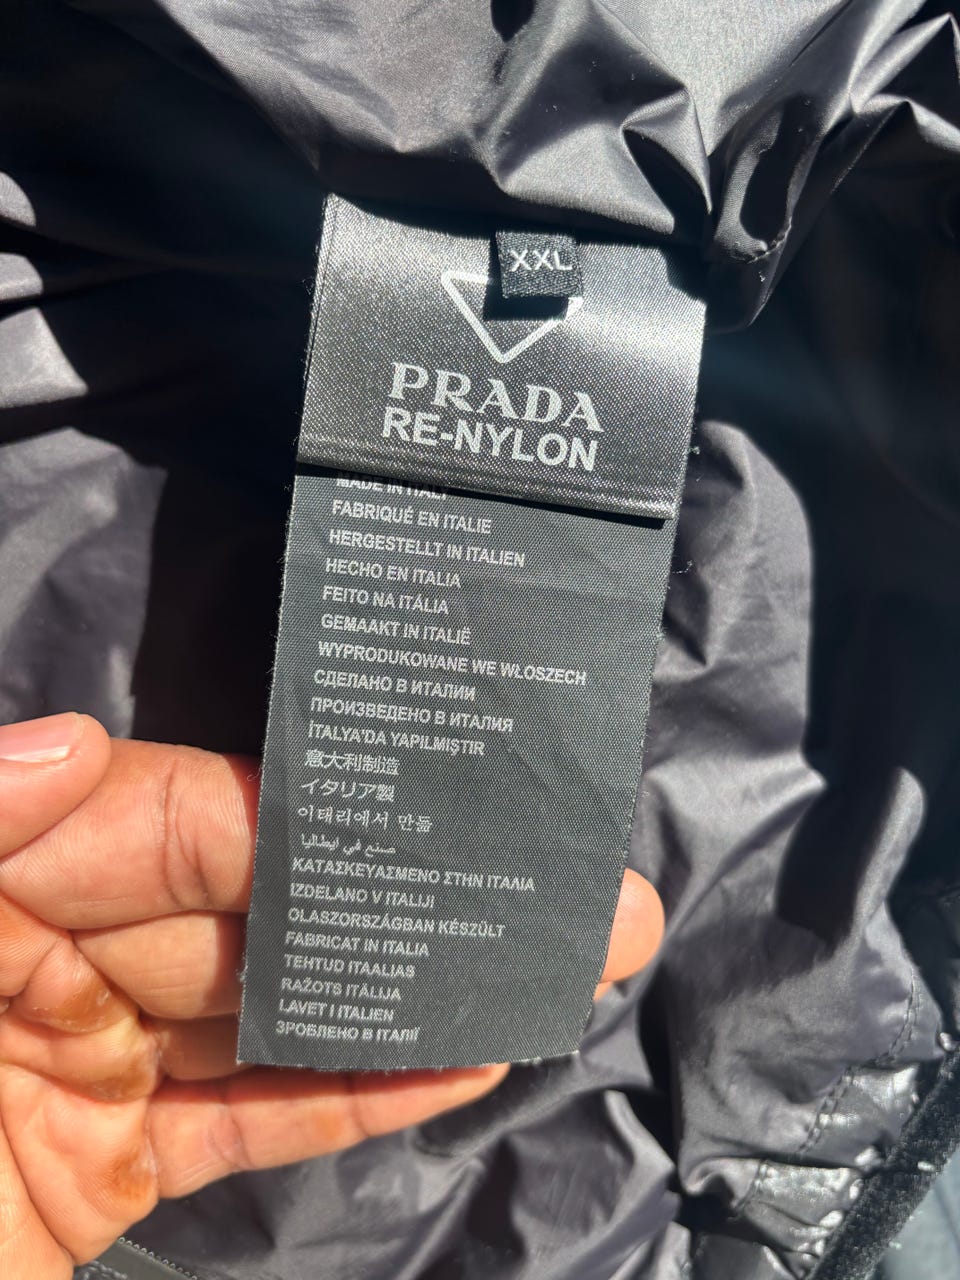 XXL
PRADA
RE-NYLON
MADE IN ITALY
FABRIQUÉ EN ITALIE
HERGESTELLT IN ITALIEN
HECHO EN ITALIA
FEITO NA ITÁLIA
GEMAAKT IN ITALIË
WYPRODUKOWANE WE WŁOSZECH
СДЕЛАНО В ИТАЛИИ
ПРОИЗВЕДЕНО В ИТАЛИЯ
İTALYA'DA YAPILMIŞTIR
意大利制造
イタリア製
이태리에서 만듦
صنع في ايطاليا
ΚΑΤΑΣΚΕΥΑΣΜΕΝΟ ΣΤΗΝ ΙΤΑΛΙΑ
IZDELANO V ITALIJI
OLASZORSZÁGBAN KÉSZÜLT
FABRICAT IN ITALIA
TEHTUD ITAALIAS
RAŽOTS ITĀLIJA
LAVET I ITALIEN
ЗРОБЛЕНО В ІТАЛІЇ